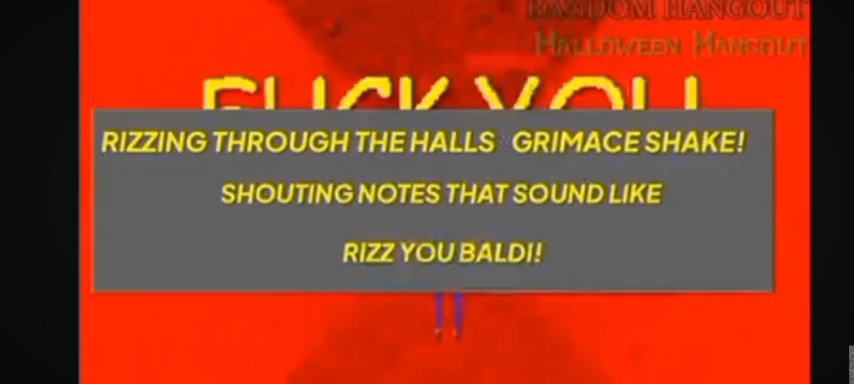 RANDOM HANGOUT
HALLOWEEN HANGOUT
FUCK YOU
RIZZING THROUGH THE HALLS GRIMACE SHAKE!
SHOUTING NOTES THAT SOUND LIKE
RIZZ YOU BALDI!